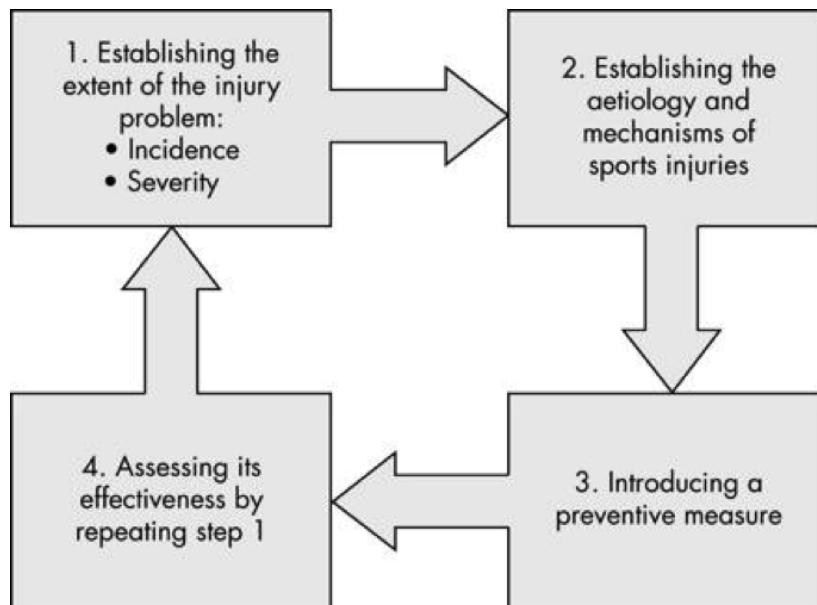 1. Establishing the
extent of the injury
problem:
• Incidence
• Severity
2. Establishing the
aetiology and
mechanisms of
sports injuries
4. Assessing its
effectiveness by
repeating step 1
3. Introducing a
preventive measure